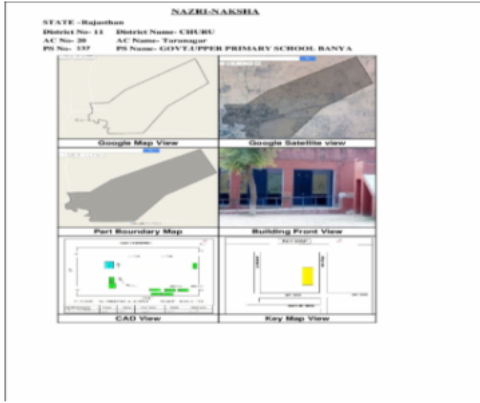 NAZRI-NAKSHA
STATE -Rajasthan
District No- 11 District Name- CHURU
AC No- 20 AC Name- Taranagar
PS No- 137 PS Name- GOVT.UPPER PRIMARY SCHOOL BANYA
Google Map View Google Satellite view
Part Boundary Map Building Front View
KEY MAP
CAD View Key Map View